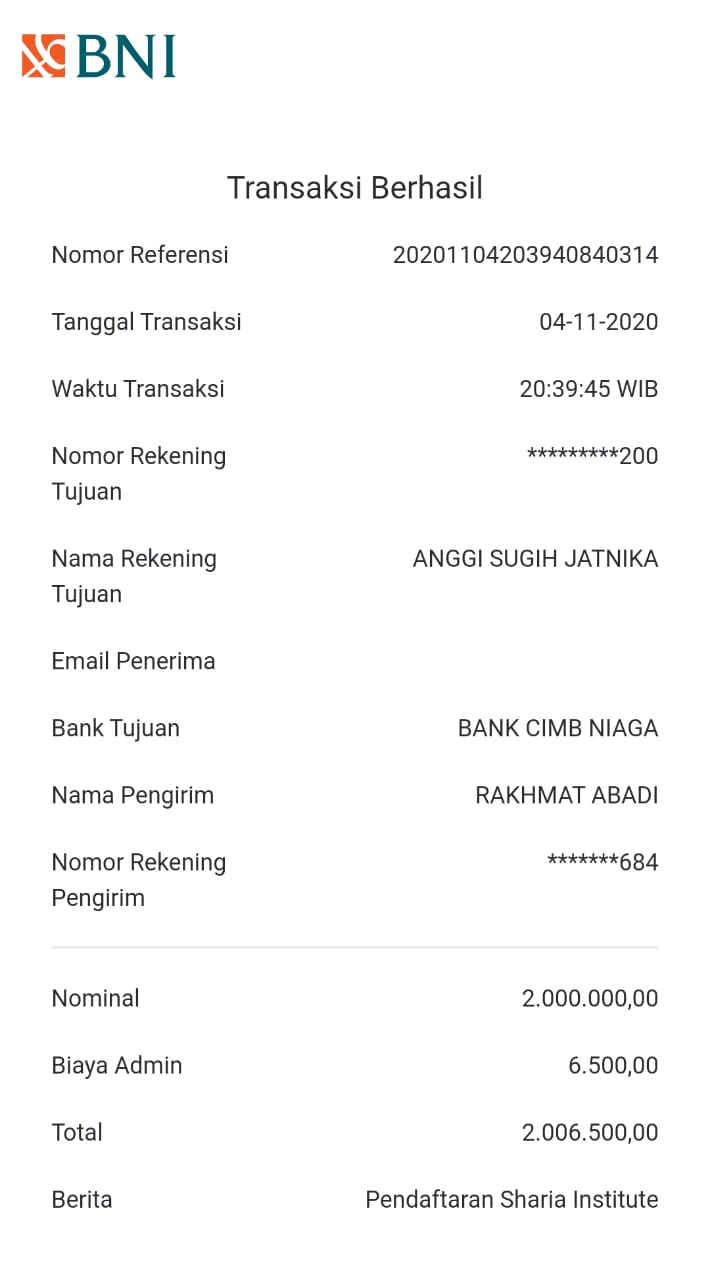 BNI
Transaksi Berhasil
Nomor Referensi 20201104203940840314
Tanggal Transaksi 04-11-2020
Waktu Transaksi 20:39:45 WIB
Nomor Rekening *********200
Tujuan
Nama Rekening ANGGI SUGIH JATNIKA
Tujuan
Email Penerima
Bank Tujuan BANK CIMB NIAGA
Nama Pengirim RAKHMAT ABADI
Nomor Rekening *******684
Pengirim
Nominal 2.000.000,00
Biaya Admin 6.500,00
Total 2.006.500,00
Berita Pendaftaran Sharia Institute